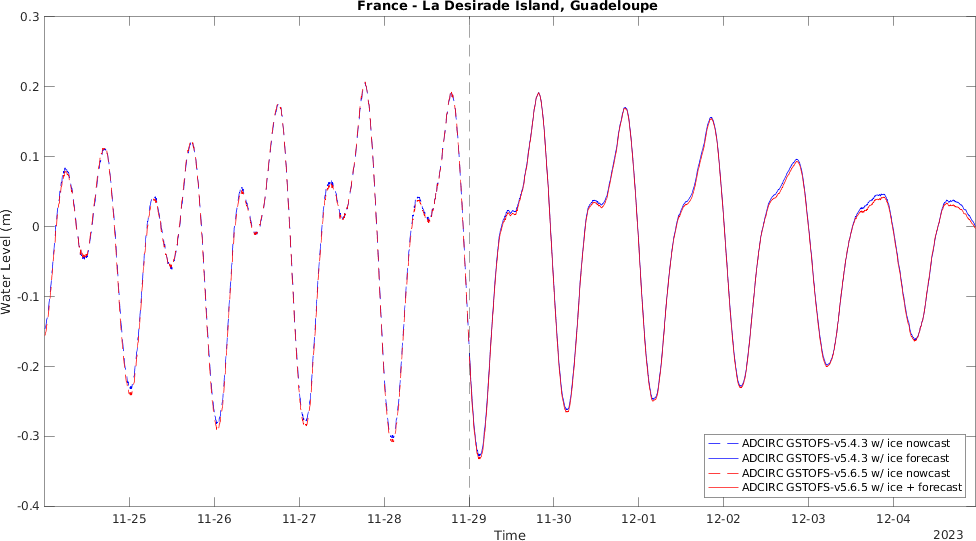 France - La Desirade Island, Guadeloupe
0.3
0.2
0.1
0
-0.1
-0.2
-0.3
-0.4
Water Level (m)
ADCIRC GSTOFS-v5.4.3 w/ ice nowcast
ADCIRC GSTOFS-v5.4.3 w/ ice forecast
ADCIRC GSTOFS-v5.6.5 w/ ice nowcast
ADCIRC GSTOFS-v5.6.5 w/ ice + forecast
11-25 11-26 11-27 11-28 11-29 11-30 12-01 12-02 12-03 12-04
Time
2023